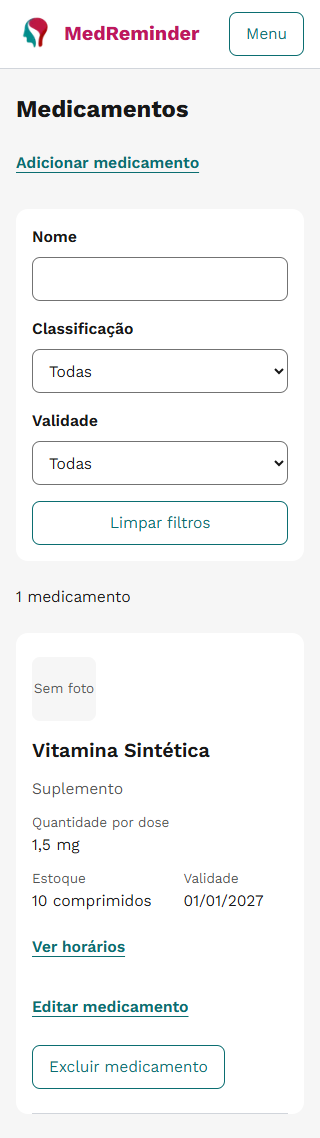 MedReminder
Menu
Medicamentos
Adicionar medicamento
Nome
Classificação
Todas
Validade
Todas
Limpar filtros
1 medicamento
Sem foto
Vitamina Sintética
Suplemento
Quantidade por dose
1,5 mg
Estoque
10 comprimidos
Validade
01/01/2027
Ver horários
Editar medicamento
Excluir medicamento